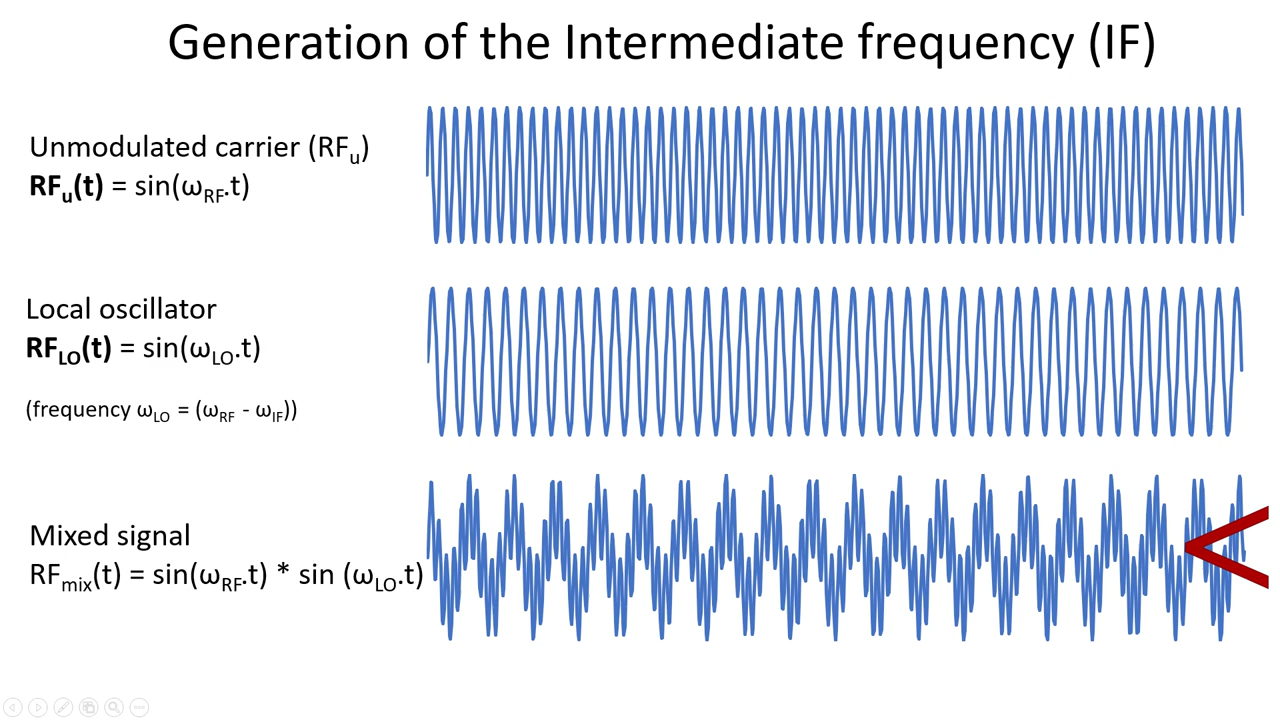 Generation of the Intermediate frequency (IF)
Unmodulated carrier (RFu)
RFu(t) = sin(ωRF.t)
Local oscillator
RFLO(t) = sin(ωLO.t)
(frequency ωLO = (ωRF - ωIF))
Mixed signal
RFmix(t) = sin(ωRF.t) * sin (ωLO.t)